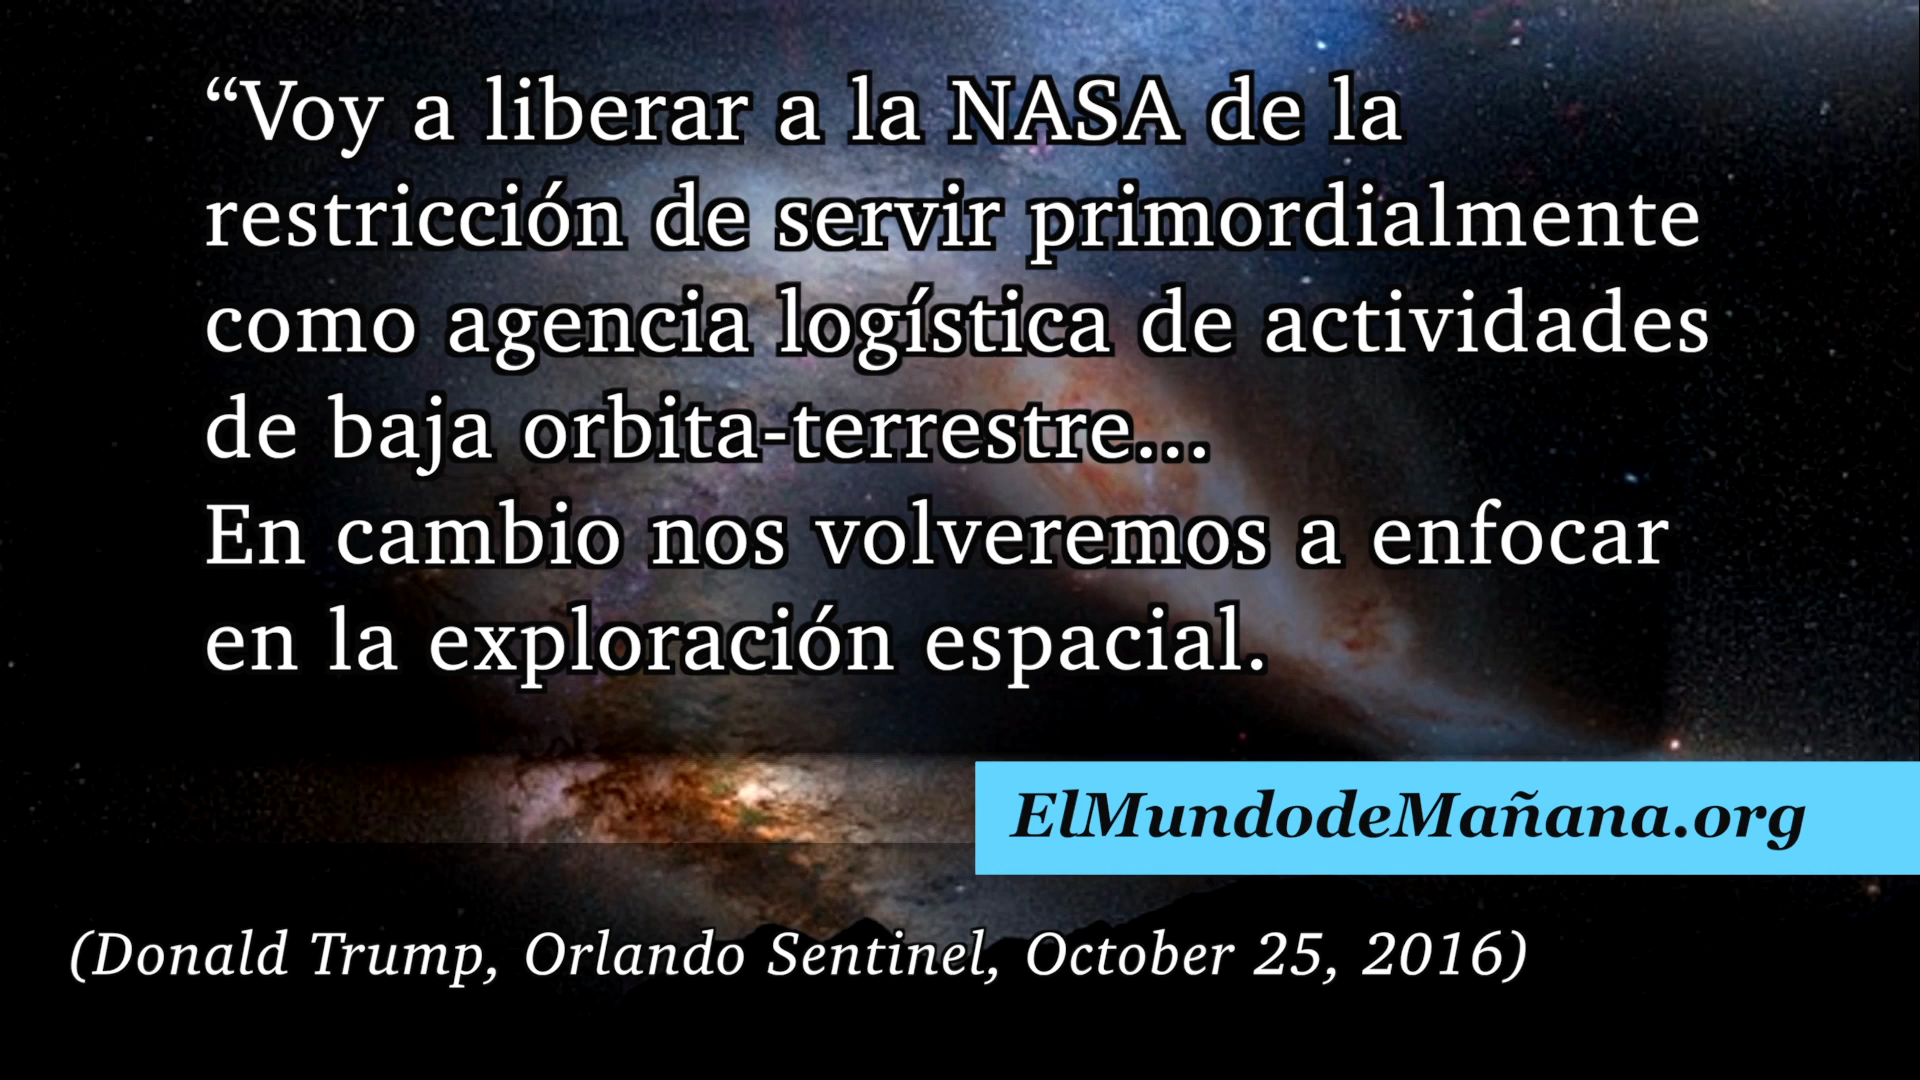 “Voy a liberar a la NASA de la
restricción de servir primordialmente
como agencia logística de actividades
de baja orbita-terrestre...
En cambio nos volveremos a enfocar
en la exploración espacial.
ElMundodeMañana.org
(Donald Trump, Orlando Sentinel, October 25, 2016)